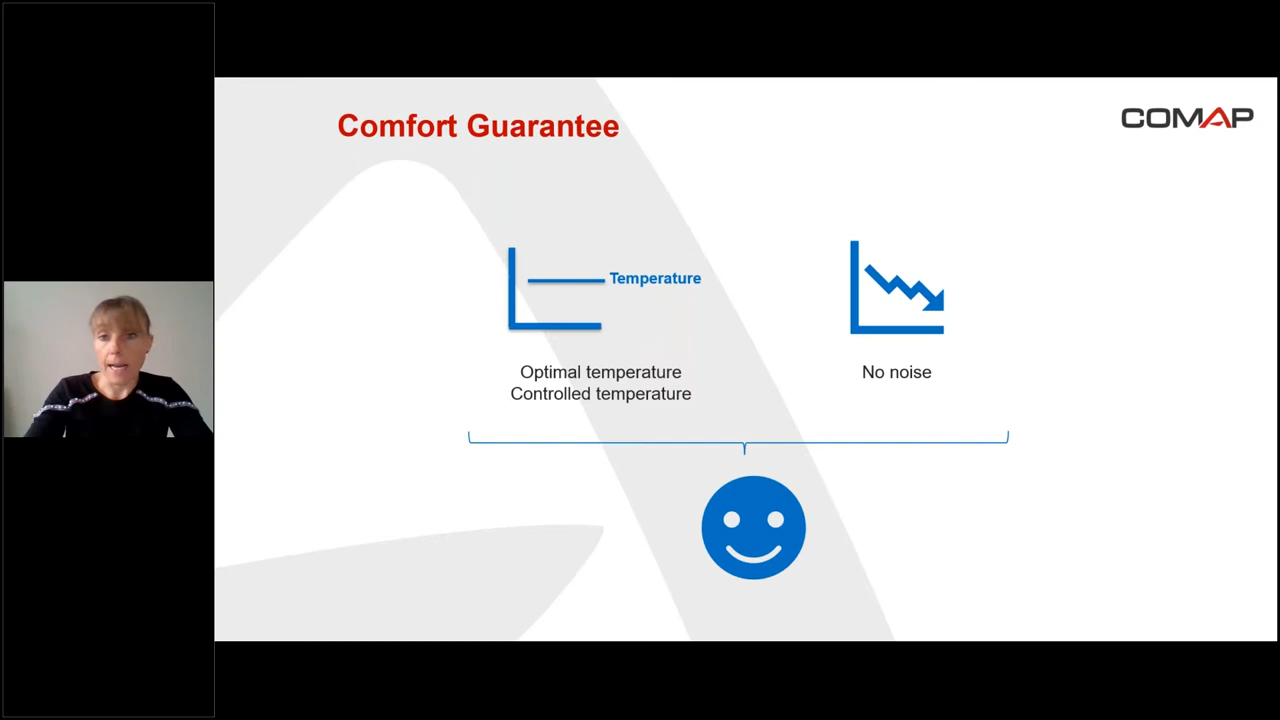 Comfort Guarantee
COMAP
Temperature
Optimal temperature
Controlled temperature
No noise